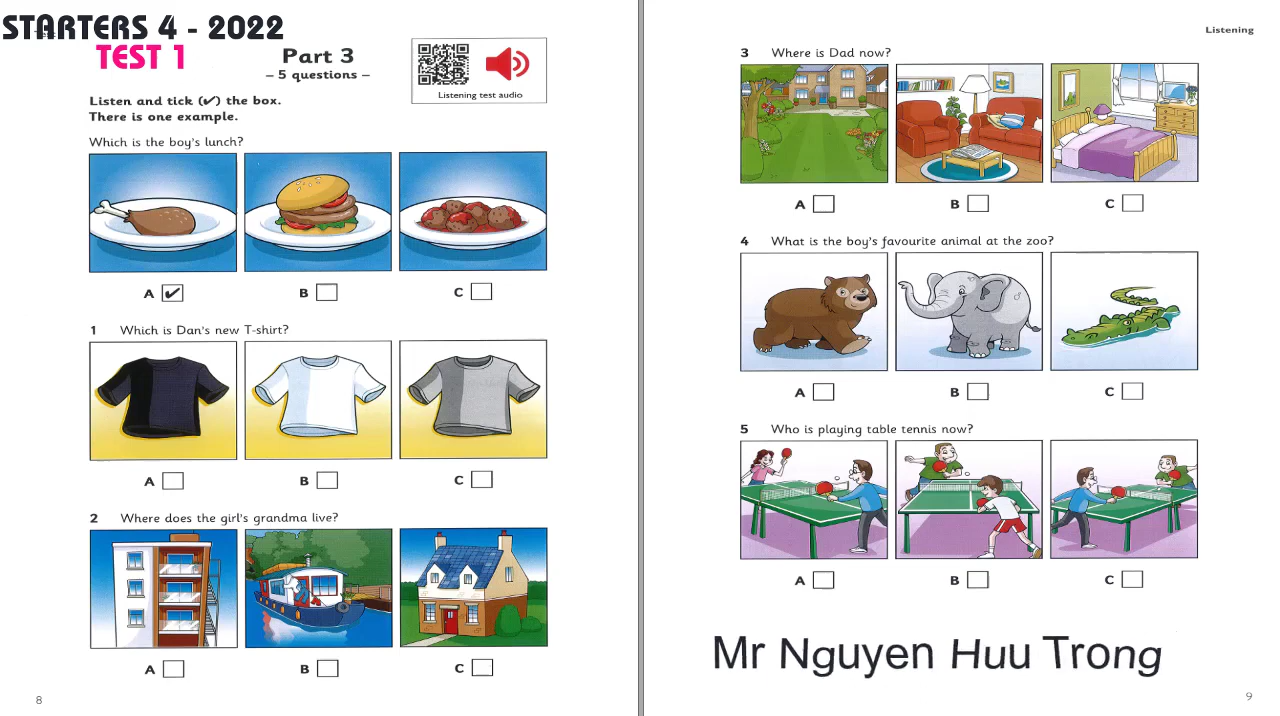 STARTERS 4 - 2022
TEST 1
Part 3
– 5 questions –
Listening test audio
Listen and tick (✔) the box.
There is one example.
Which is the boy's lunch?
A ✔ B C
1 Which is Dan's new T-shirt?
A B C
2 Where does the girl's grandma live?
A B C
8
Listening
3 Where is Dad now?
A B C
4 What is the boy's favourite animal at the zoo?
A B C
5 Who is playing table tennis now?
A B C
Mr Nguyen Huu Trong
9